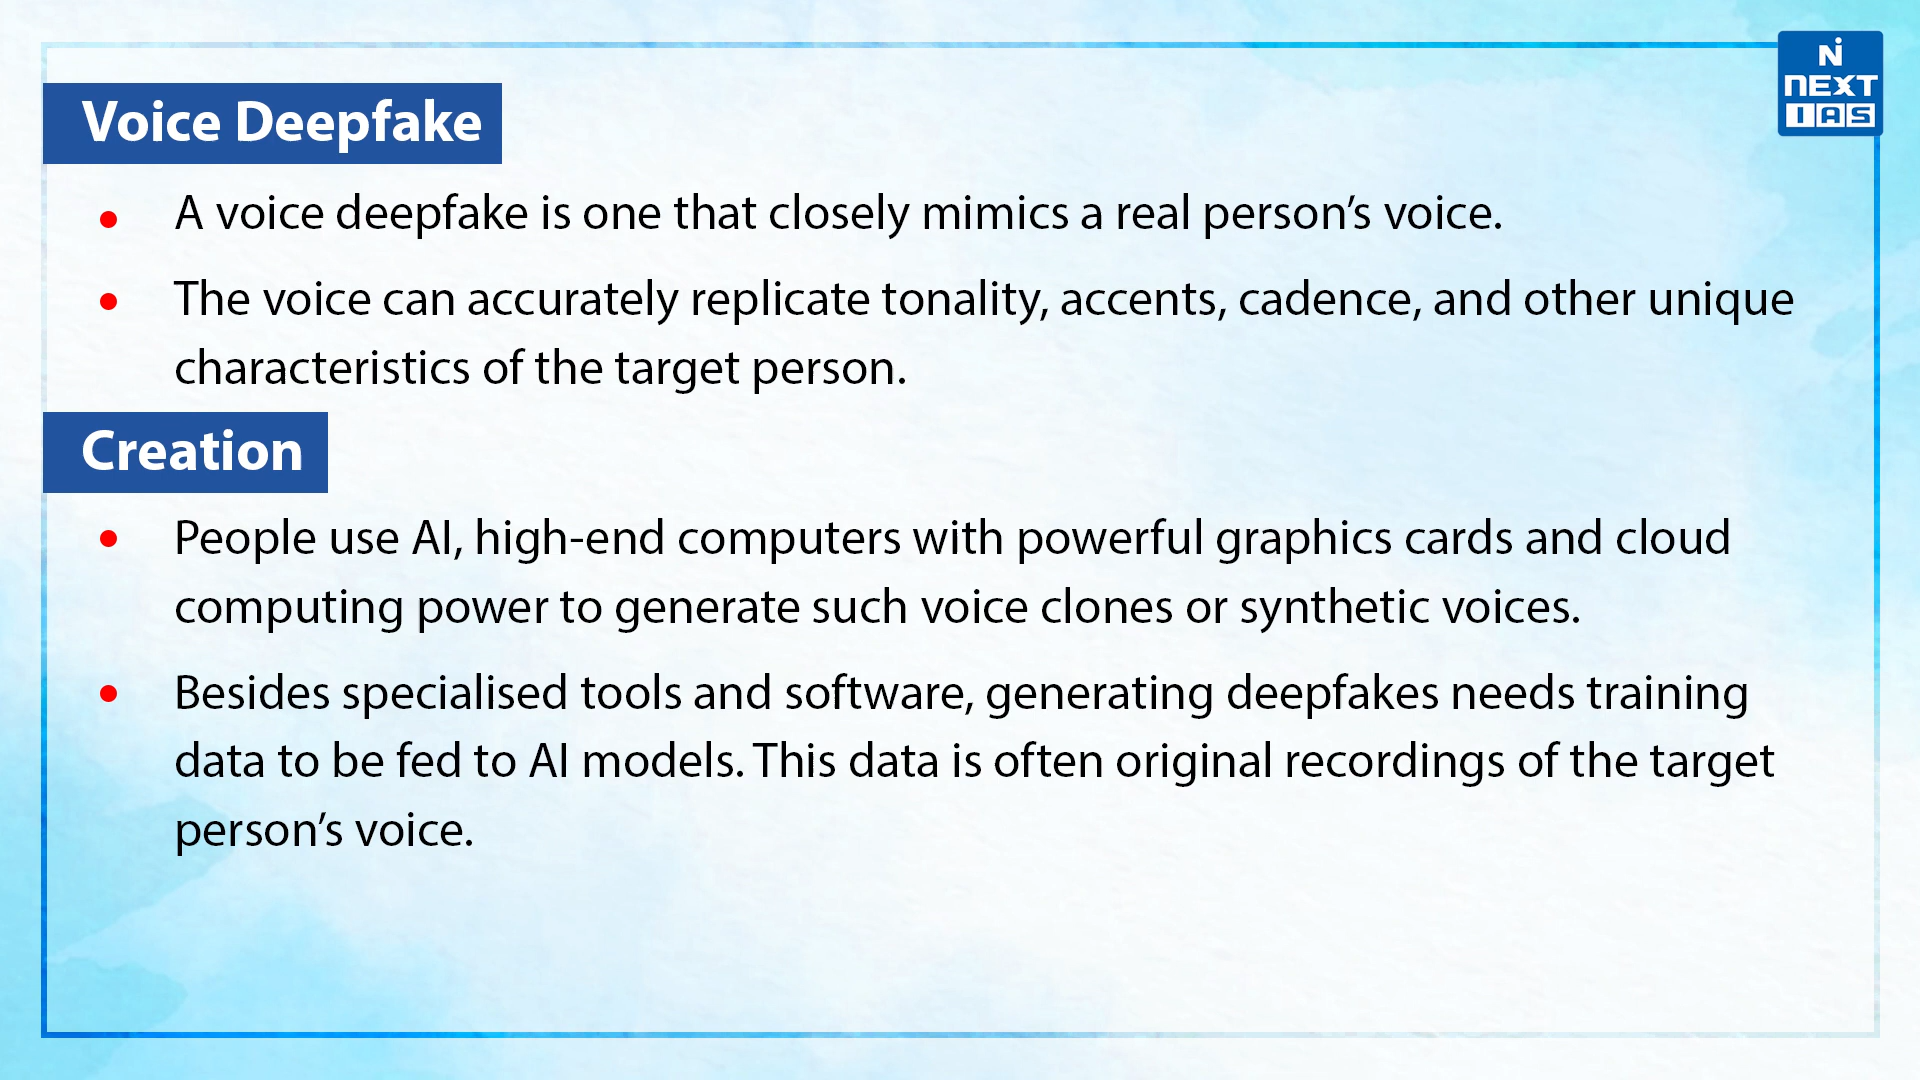 N
NEXT
IAS
Voice Deepfake
A voice deepfake is one that closely mimics a real person’s voice.
The voice can accurately replicate tonality, accents, cadence, and other unique
characteristics of the target person.
Creation
People use AI, high-end computers with powerful graphics cards and cloud
computing power to generate such voice clones or synthetic voices.
Besides specialised tools and software, generating deepfakes needs training
data to be fed to AI models. This data is often original recordings of the target
person’s voice.